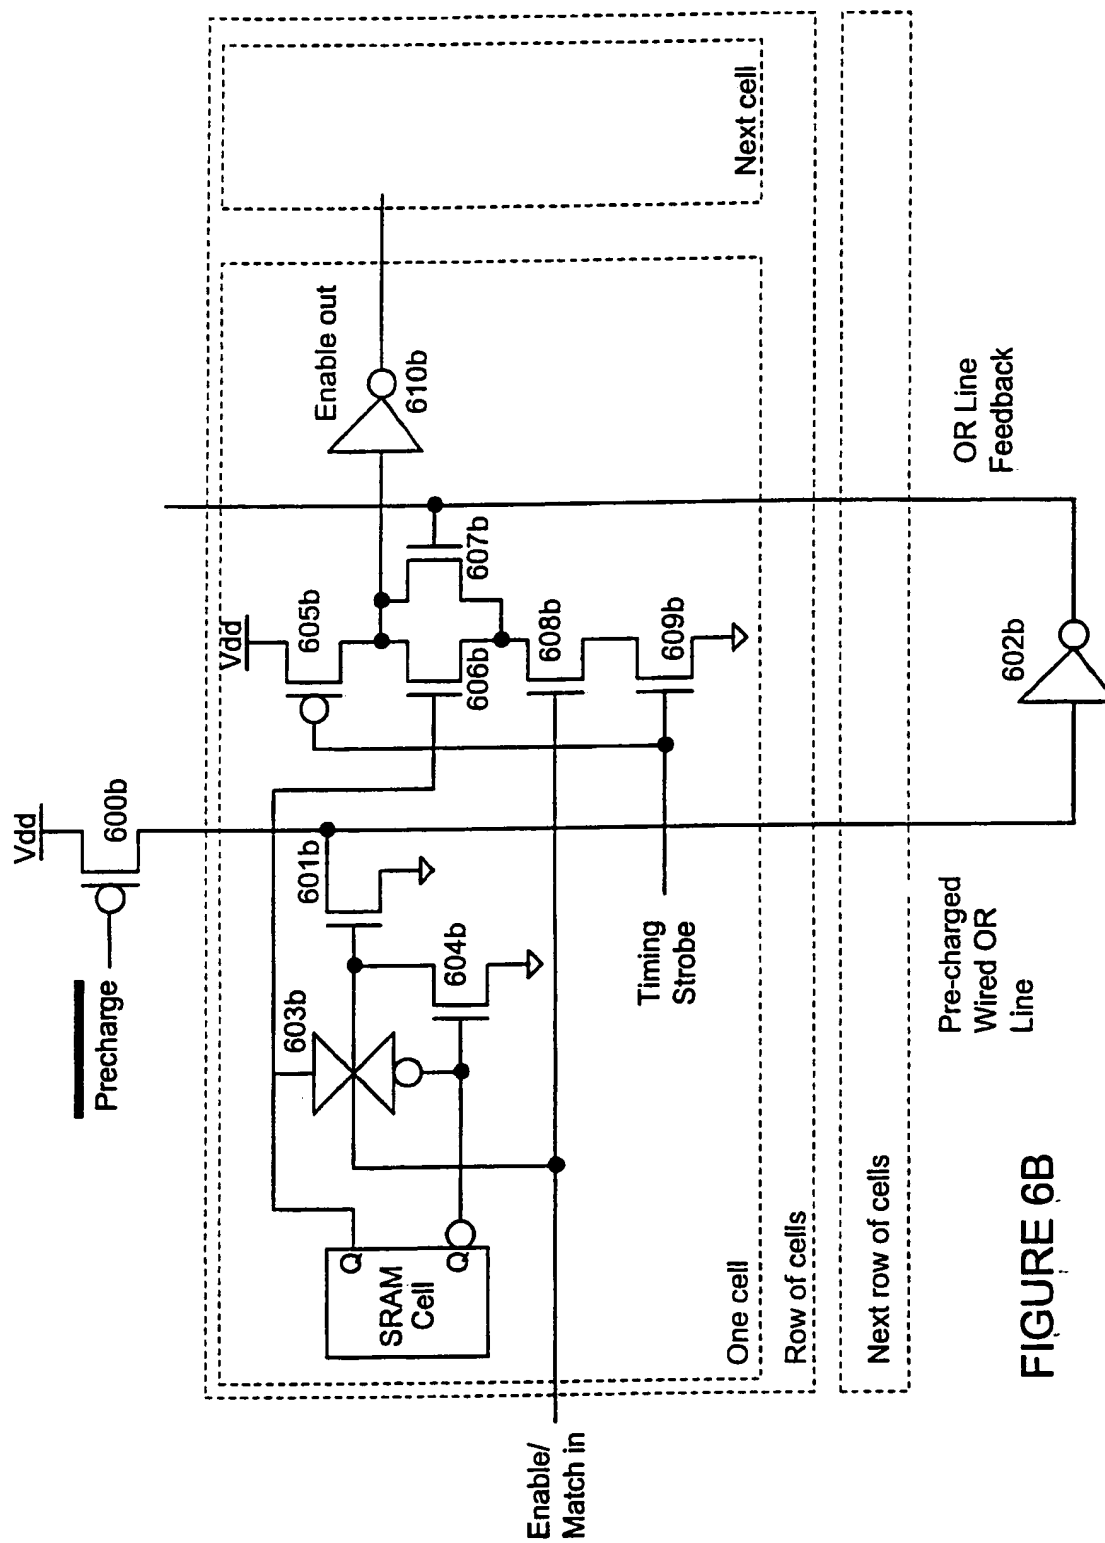 Precharge
Vdd
600b
Vdd
605b
Enable out
610b
603b
601b
604b
606b
607b
608b
609b
SRAM
Cell
Q
Q
Enable/
Match in
Timing
Strobe
One cell
Next cell
Row of cells
Next row of cells
Pre-charged
Wired OR
Line
OR Line
Feedback
602b
FIGURE 6B